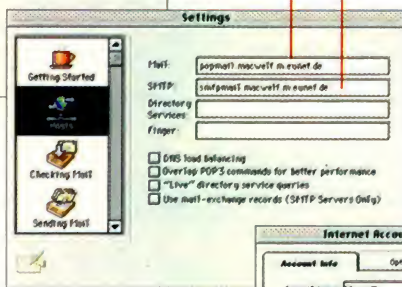 Settings
Getting Started
Hosts
Checking Mail
Sending Mail
Mail:
popmail.macwelt.m.eunet.de
SMTP:
smtpmail.macwelt.m.eunet.de
Directory Services:
Finger:
DNS load balancing
Overlap POP3 commands for better performance
"Live" directory service queries
Use mail-exchange records (SMTP Servers Only)
Internet Accou
Account Info
Opt